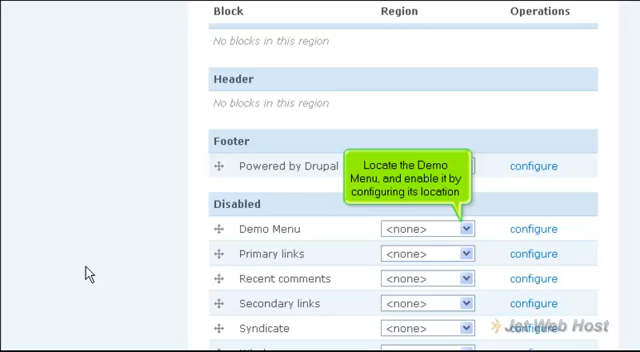 Block Region Operations
No blocks in this region
Header
No blocks in this region
Footer
Powered by Drupal configure
Locate the Demo
Menu, and enable it by
configuring its location
Disabled
Demo Menu <none> configure
Primary links <none> configure
Recent comments <none> configure
Secondary links <none> configure
Syndicate <none> configure
Jet Web Host